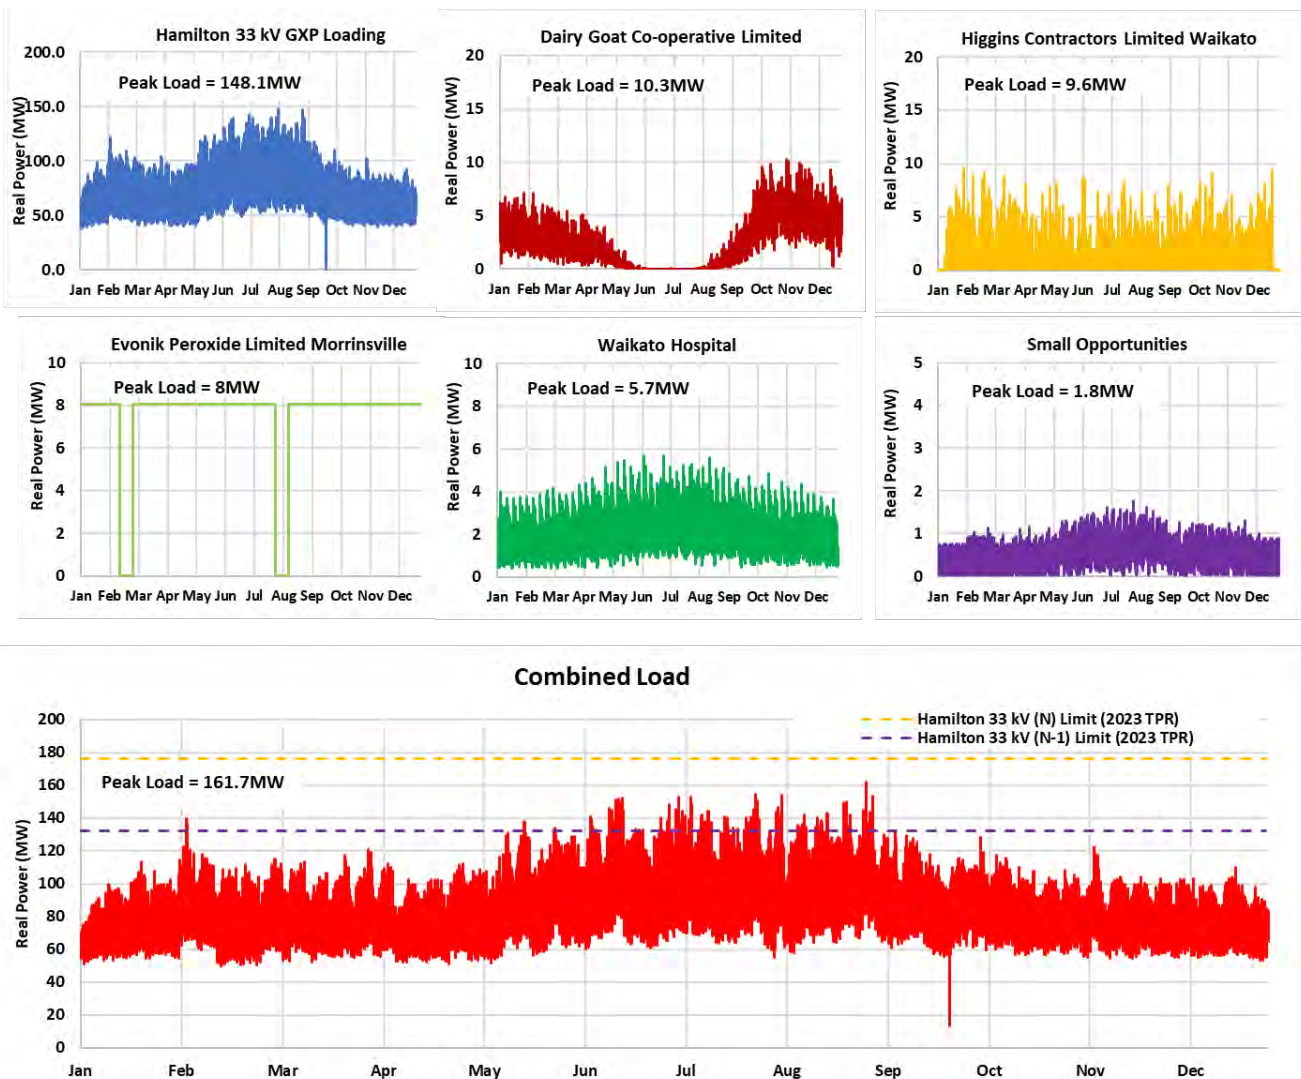 Hamilton 33 kV GXP Loading
Peak Load = 148.1MW
Real Power (MW)
200.0
150.0
100.0
50.0
0.0
Jan Feb Mar Apr May Jun Jul Aug Sep Oct Nov Dec
Dairy Goat Co-operative Limited
Peak Load = 10.3MW
Real Power (MW)
20
15
10
5
0
Jan Feb Mar Apr May Jun Jul Aug Sep Oct Nov Dec
Higgins Contractors Limited Waikato
Peak Load = 9.6MW
Real Power (MW)
20
15
10
5
0
Jan Feb Mar Apr May Jun Jul Aug Sep Oct Nov Dec
Evonik Peroxide Limited Morrinsville
Peak Load = 8MW
Real Power (MW)
10
8
6
4
2
0
Jan Feb Mar Apr May Jun Jul Aug Sep Oct Nov Dec
Waikato Hospital
Peak Load = 5.7MW
Real Power (MW)
10
8
6
4
2
0
Jan Feb Mar Apr May Jun Jul Aug Sep Oct Nov Dec
Small Opportunities
Peak Load = 1.8MW
Real Power (MW)
5
4
3
2
1
0
Jan Feb Mar Apr May Jun Jul Aug Sep Oct Nov Dec
Combined Load
Hamilton 33 kV (N) Limit (2023 TPR)
Hamilton 33 kV (N-1) Limit (2023 TPR)
Peak Load = 161.7MW
Real Power (MW)
200
180
160
140
120
100
80
60
40
20
0
Jan Feb Mar Apr May Jun Jul Aug Sep Oct Nov Dec